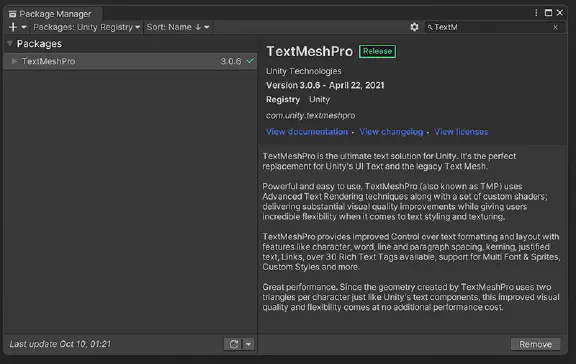 Package Manager
+ Packages: Unity Registry Sort: Name ↓ TextM
Packages
TextMeshPro 3.0.6
TextMeshPro Release
Unity Technologies
Version 3.0.6 - April 22, 2021
Registry Unity
com.unity.textmeshpro
View documentation • View changelog • View licenses
TextMeshPro is the ultimate text solution for Unity. It's the perfect
replacement for Unity's UI Text and the legacy Text Mesh.
Powerful and easy to use, TextMeshPro (also known as TMP) uses
Advanced Text Rendering techniques along with a set of custom shaders;
delivering substantial visual quality improvements while giving users
incredible flexibility when it comes to text styling and texturing.
TextMeshPro provides Improved Control over text formatting and layout with
features like character, word, line and paragraph spacing, kerning, justified
text, Links, over 30 Rich Text Tags available, support for Multi Font & Sprites,
Custom Styles and more.
Great performance. Since the geometry created by TextMeshPro uses two
triangles per character just like Unity's text components, this improved visual
quality and flexibility comes at no additional performance cost.
Last update Oct 10, 01:21
Remove